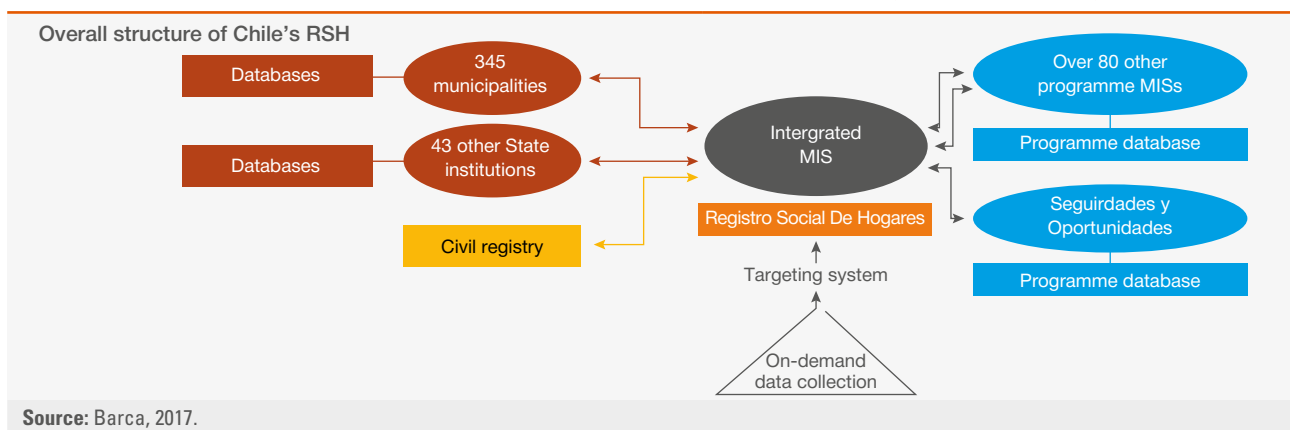 Overall structure of Chile's RSH
Databases
345
municipalities
Databases
43 other State
institutions
Civil registry
Intergrated
MIS
Registro Social De Hogares
Targeting system
On-demand
data collection
Over 80 other
programme MISs
Programme database
Seguirdades y
Oportunidades
Programme database
Source: Barca, 2017.